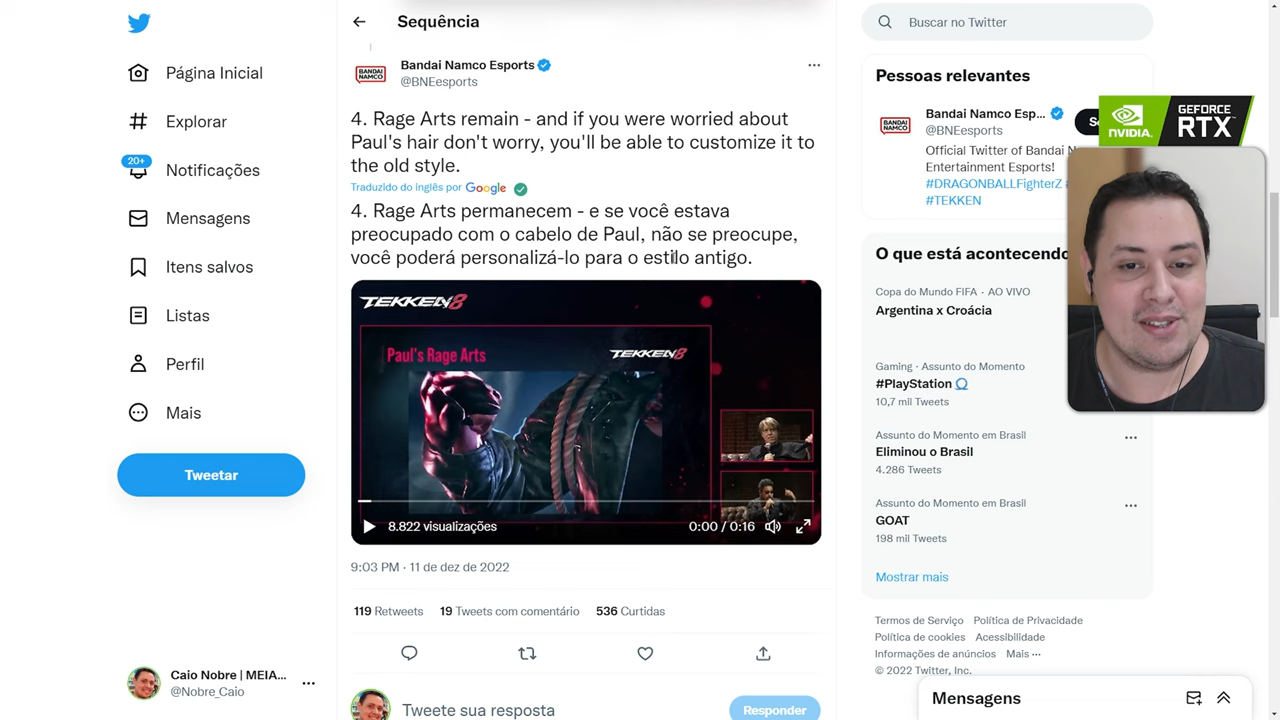 Página Inicial
Explorar
20+
Notificações
Mensagens
Itens salvos
Listas
Perfil
Mais
Tweetar
Caio Nobre | MEIA...
@Nobre_Caio
Sequência
Bandai Namco Esports
@BNEesports
4. Rage Arts remain - and if you were worried about
Paul's hair don't worry, you'll be able to customize it to
the old style.
Traduzido do inglês por Google
4. Rage Arts permanecem - e se você estava
preocupado com o cabelo de Paul, não se preocupe,
você poderá personalizá-lo para o estilo antigo.
TEKKEN 8
Paul's Rage Arts
TEKKEN 8
8.822 visualizações
0:00 / 0:16
9:03 PM · 11 de dez de 2022
119 Retweets 19 Tweets com comentário 536 Curtidas
Tweete sua resposta
Responder
Buscar no Twitter
Pessoas relevantes
BANDAI NAMCO
Bandai Namco Esp...
@BNEesports
Official Twitter of Bandai N
Entertainment Esports!
#DRAGONBALLFighterZ
#TEKKEN
NVIDIA. GEFORCE RTX
O que está acontecendo
Copa do Mundo FIFA · AO VIVO
Argentina x Croácia
Gaming · Assunto do Momento
#PlayStation
10,7 mil Tweets
Assunto do Momento em Brasil
Eliminou o Brasil
4.286 Tweets
Assunto do Momento em Brasil
GOAT
198 mil Tweets
Mostrar mais
Termos de Serviço Política de Privacidade
Política de cookies Acessibilidade
Informações de anúncios Mais ···
© 2022 Twitter, Inc.
Mensagens